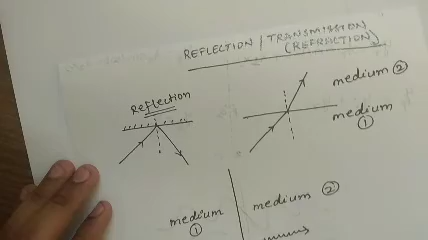 REFLECTION / TRANSMISSION
(REFRACTION)
Reflection
medium ②
medium
①
medium
①
medium ②